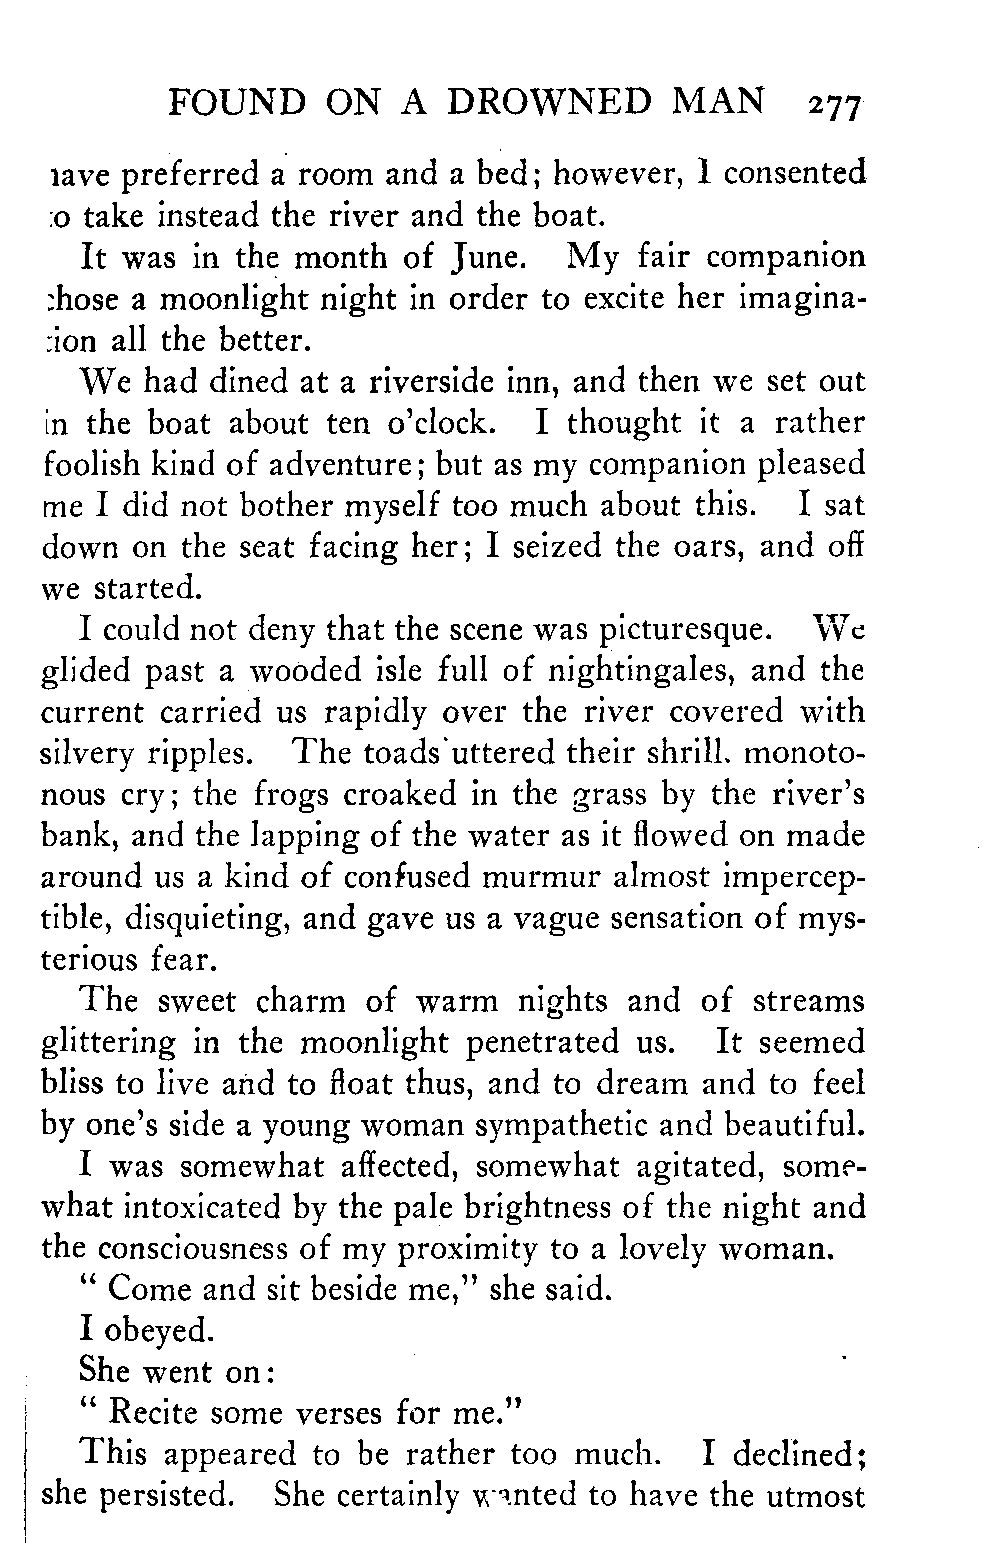 FOUND ON A DROWNED MAN 277
have preferred a room and a bed; however, I consented
to take instead the river and the boat.
It was in the month of June. My fair companion
chose a moonlight night in order to excite her imagina-
tion all the better.
We had dined at a riverside inn, and then we set out
in the boat about ten o'clock. I thought it a rather
foolish kind of adventure; but as my companion pleased
me I did not bother myself too much about this. I sat
down on the seat facing her; I seized the oars, and off
we started.
I could not deny that the scene was picturesque. We
glided past a wooded isle full of nightingales, and the
current carried us rapidly over the river covered with
silvery ripples. The toads uttered their shrill, monoto-
nous cry; the frogs croaked in the grass by the river's
bank, and the lapping of the water as it flowed on made
around us a kind of confused murmur almost impercep-
tible, disquieting, and gave us a vague sensation of mys-
terious fear.
The sweet charm of warm nights and of streams
glittering in the moonlight penetrated us. It seemed
bliss to live and to float thus, and to dream and to feel
by one's side a young woman sympathetic and beautiful.
I was somewhat affected, somewhat agitated, some-
what intoxicated by the pale brightness of the night and
the consciousness of my proximity to a lovely woman.
" Come and sit beside me," she said.
I obeyed.
She went on:
" Recite some verses for me."
This appeared to be rather too much. I declined;
she persisted. She certainly wanted to have the utmost